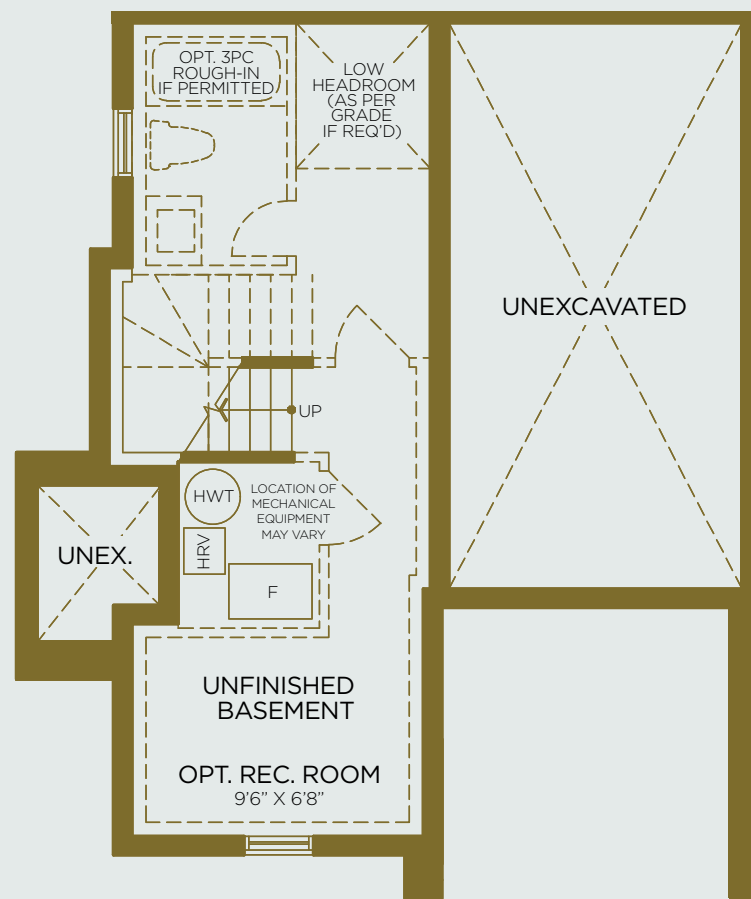 OPT. 3PC
ROUGH-IN
IF PERMITTED
LOW
HEADROOM
(AS PER
GRADE
IF REQ'D)
UNEXCAVATED
UP
HWT
LOCATION OF
MECHANICAL
EQUIPMENT
MAY VARY
HRV
F
UNEX.
UNFINISHED
BASEMENT
OPT. REC. ROOM
9'6" X 6'8"